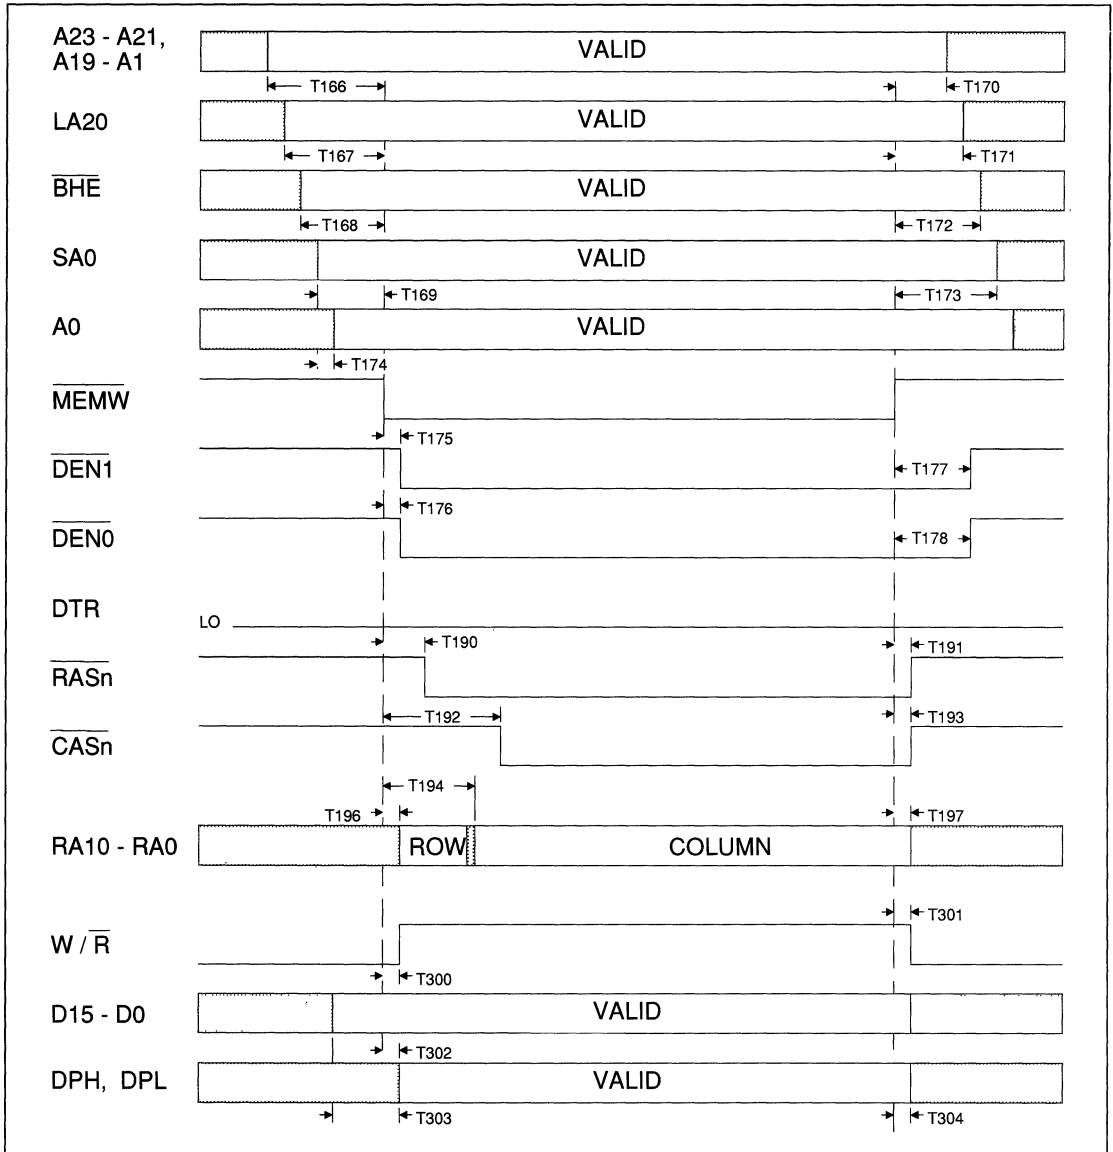 A23 - A21,
A19 - A1
VALID
T166
T170
LA20
VALID
T167
T171
BHE
VALID
T168
T172
SA0
VALID
T169
T173
A0
VALID
T174
MEMW
T175
DEN1
T177
T176
DEN0
T178
DTR
LO
T190
T191
RASn
T192
T193
CASn
T194
T196
T197
RA10 - RA0
ROW
COLUMN
T301
W / R
T300
D15 - D0
VALID
T302
DPH, DPL
VALID
T303
T304